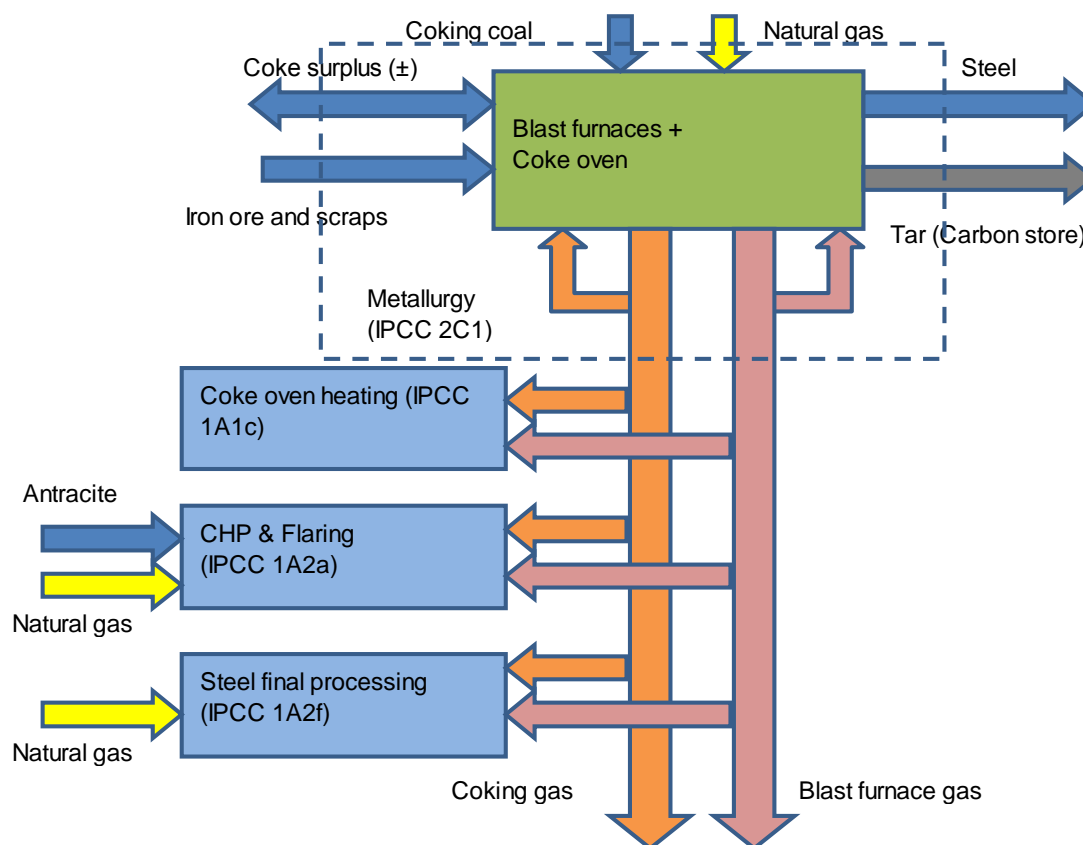 Coking coal
Natural gas
Coke surplus (±)
Steel
Blast furnaces +
Coke oven
Iron ore and scraps
Tar (Carbon store)
Metallurgy
(IPCC 2C1)
Coke oven heating (IPCC
1A1c)
Antracite
CHP & Flaring
(IPCC 1A2a)
Natural gas
Steel final processing
(IPCC 1A2f)
Natural gas
Coking gas
Blast furnace gas